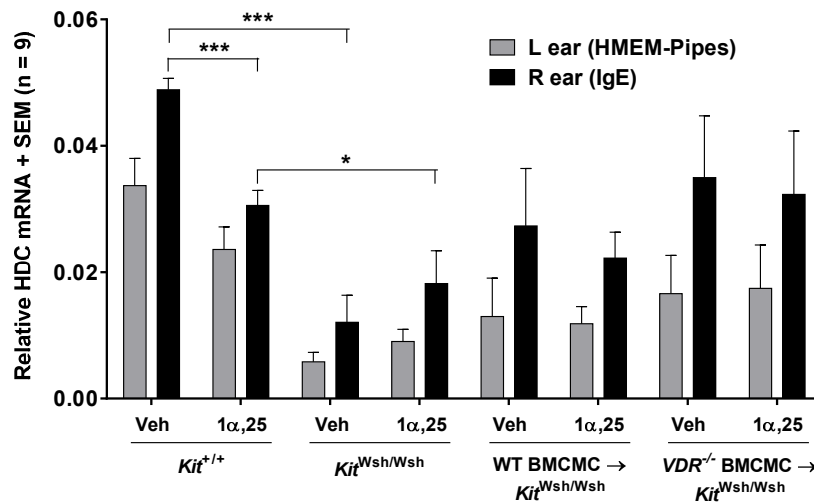 Relative HDC mRNA + SEM (n = 9)
0.06
0.04
0.02
0.00
***
***
*
L ear (HMEM-Pipes)
R ear (IgE)
Veh 1α,25 Veh 1α,25 Veh 1α,25 Veh 1α,25
Kit+/+ KitWsh/Wsh WT BMCMC → VDR-/- BMCMC →
KitWsh/Wsh KitWsh/Wsh